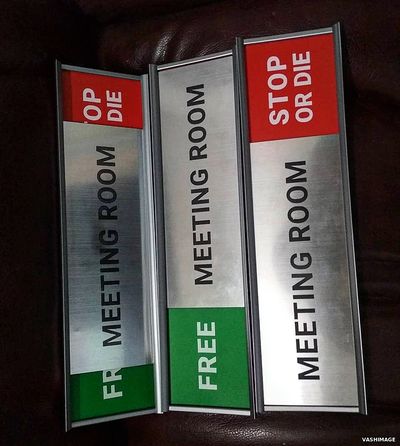 OP
DIE
MEETING ROOM
FR
MEETING ROOM
FREE
STOP
OR DIE
MEETING ROOM
VASHIMAGE